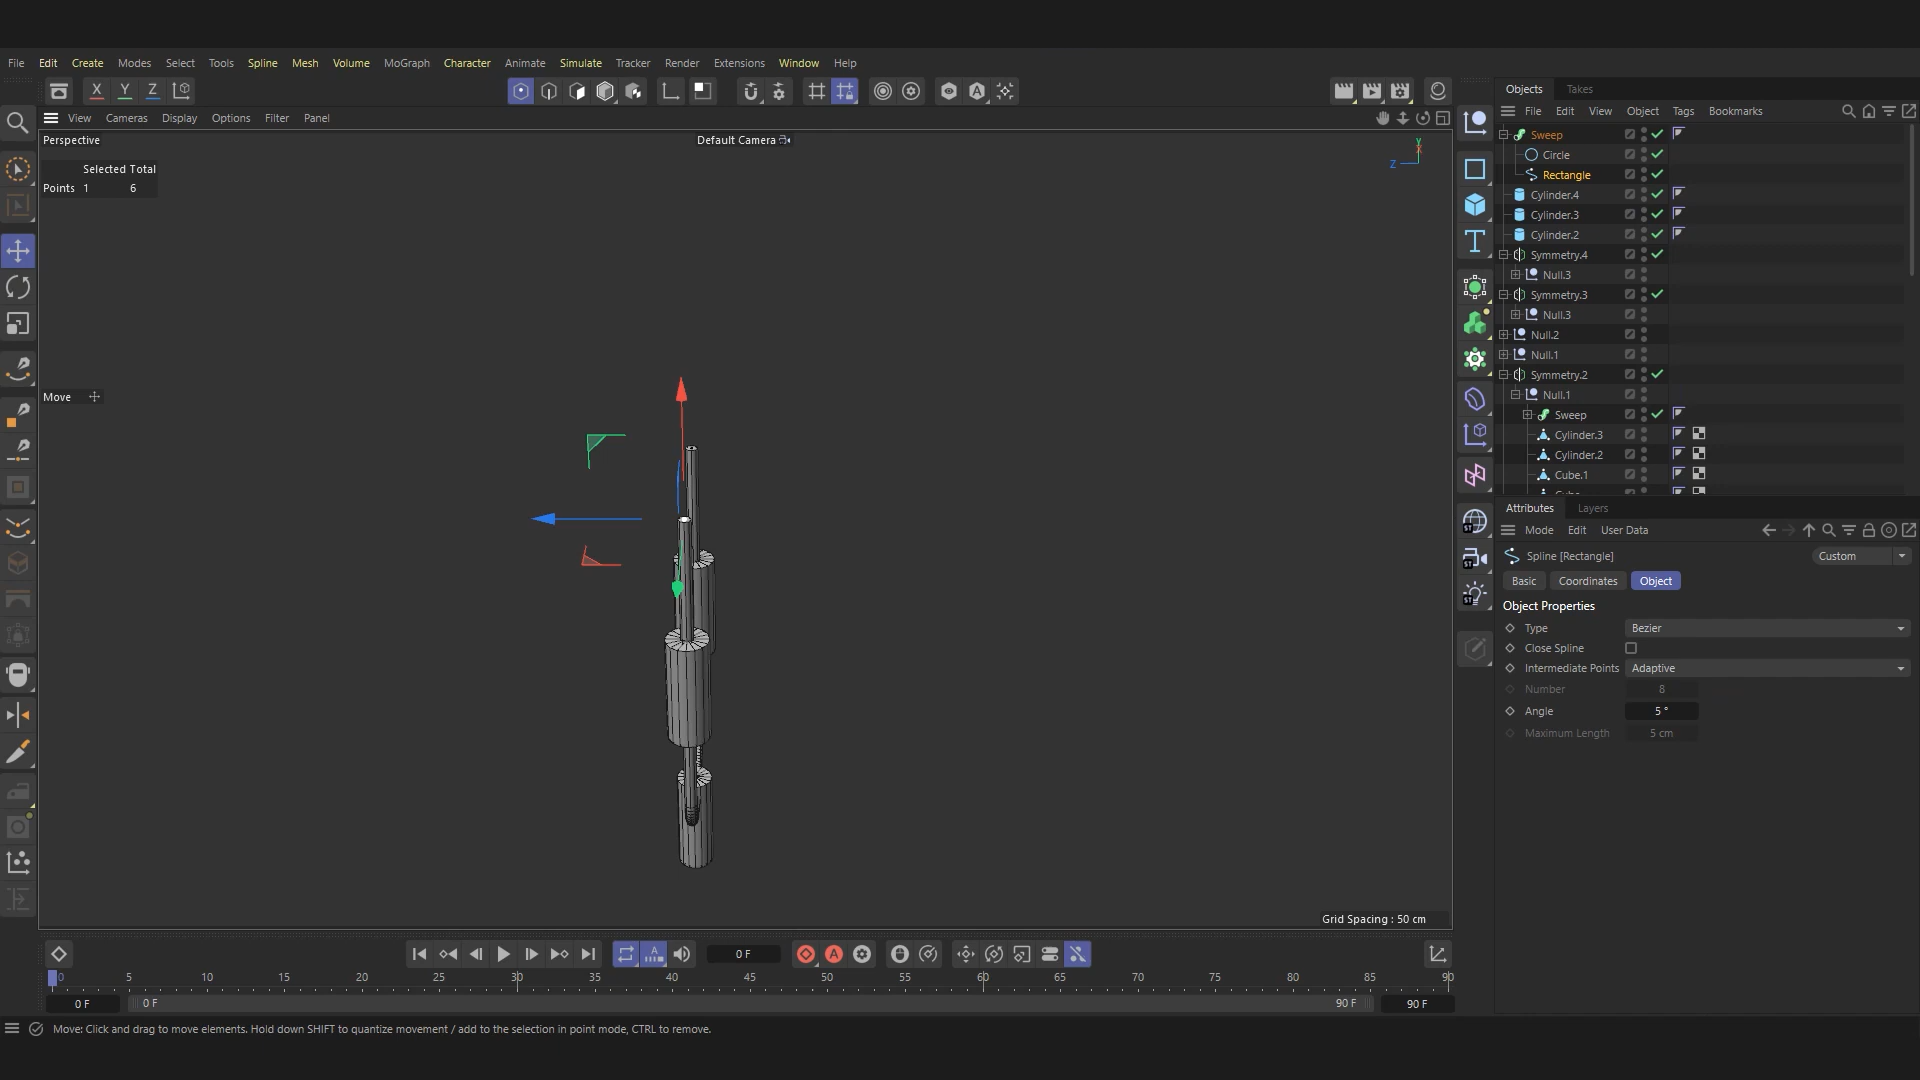 File Edit Create Modes Select Tools Spline Mesh Volume MoGraph Character Animate Simulate Tracker Render Extensions Window Help
X Y Z
View Cameras Display Options Filter Panel
Perspective
Default Camera
Y
X
Z
Selected Total
Points 1 6
Move
Grid Spacing : 50 cm
Objects Takes
File Edit View Object Tags Bookmarks
Sweep
Circle
Rectangle
Cylinder.4
Cylinder.3
Cylinder.2
Symmetry.4
Null.3
Symmetry.3
Null.3
Null.2
Null.1
Symmetry.2
Null.1
Sweep
Cylinder.3
Cylinder.2
Cube.1
Cube
Attributes Layers
Mode Edit User Data
Spline [Rectangle]
Custom
Basic Coordinates Object
Object Properties
Type Bezier
Close Spline
Intermediate Points Adaptive
Number 8
Angle 5 °
Maximum Length 5 cm
ST
ST
ST
0 F
0 5 10 15 20 25 30 35 40 45 50 55 60 65 70 75 80 85 90
0 F 0 F 90 F 90 F
Move: Click and drag to move elements. Hold down SHIFT to quantize movement / add to the selection in point mode, CTRL to remove.